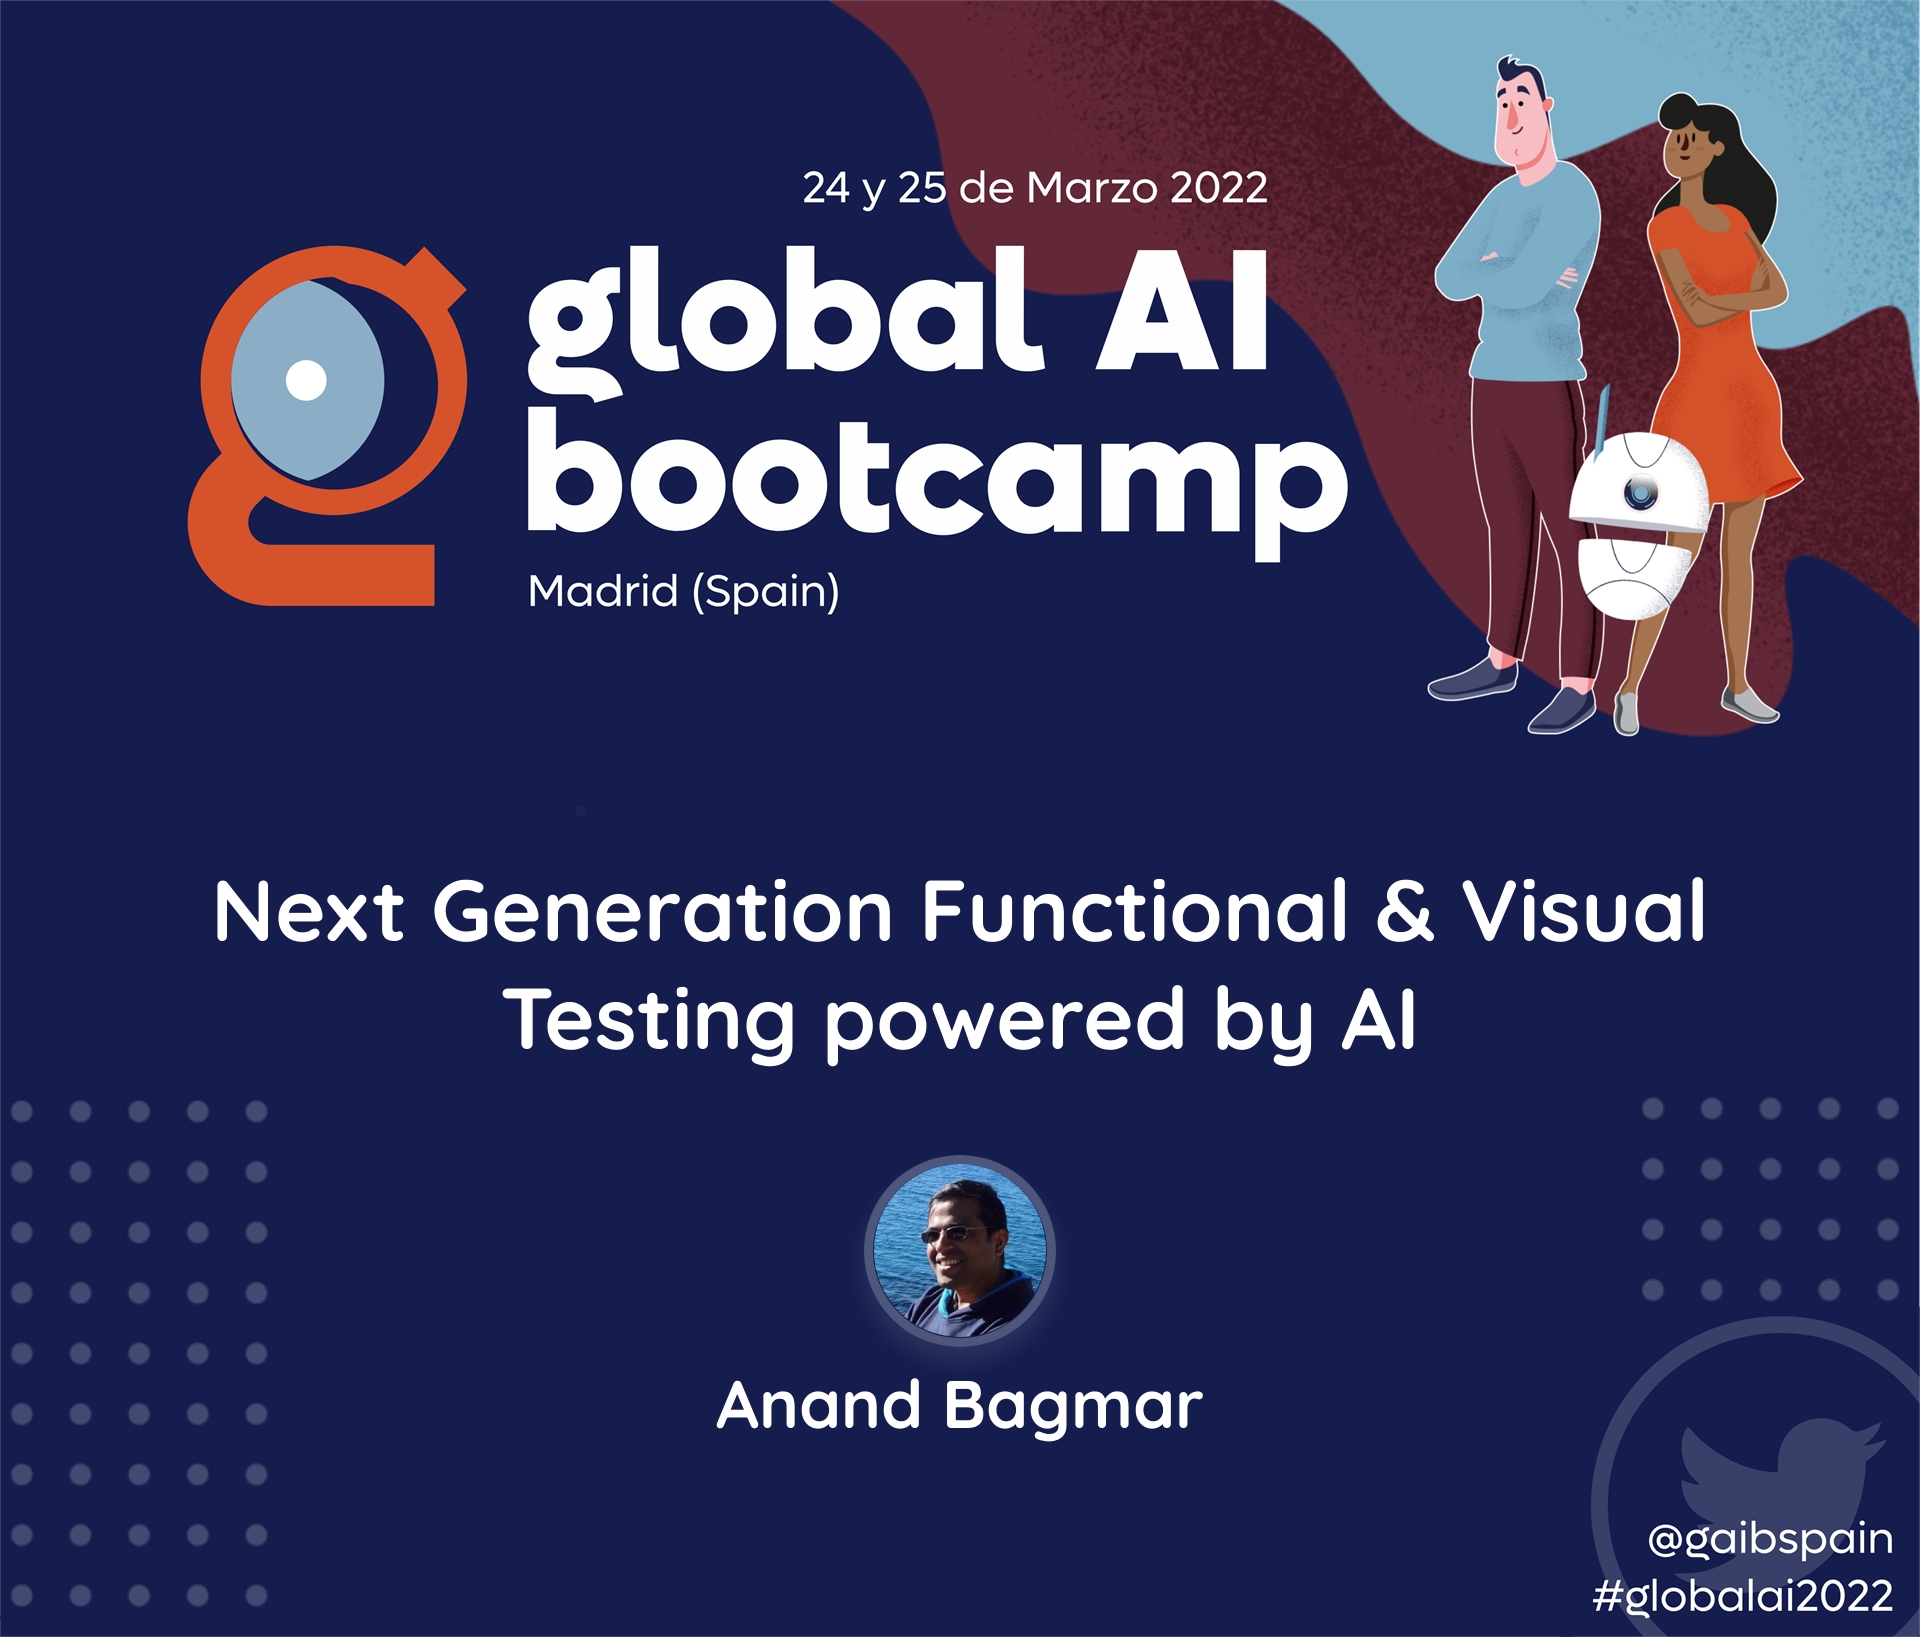 24 y 25 de Marzo 2022
global AI
bootcamp
Madrid (Spain)
Next Generation Functional & Visual
Testing powered by AI
Anand Bagmar
@gaibspain
#globalai2022